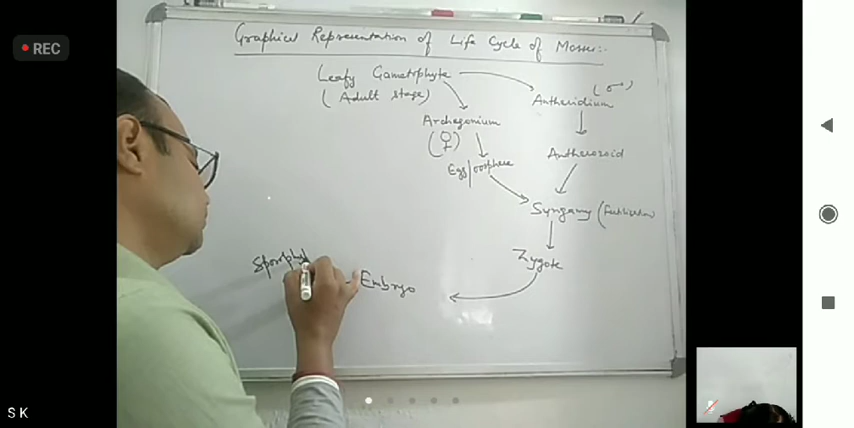 REC
Graphical Representation of Life Cycle of Mosses:-
Leafy Gametophyte
(Adult stage)
Antheridium
(♂)
Archegonium
(♀)
Antherozoid
Egg/oosphere
Syngamy (Fertilization)
Zygote
Sporophy
Embryo
S K